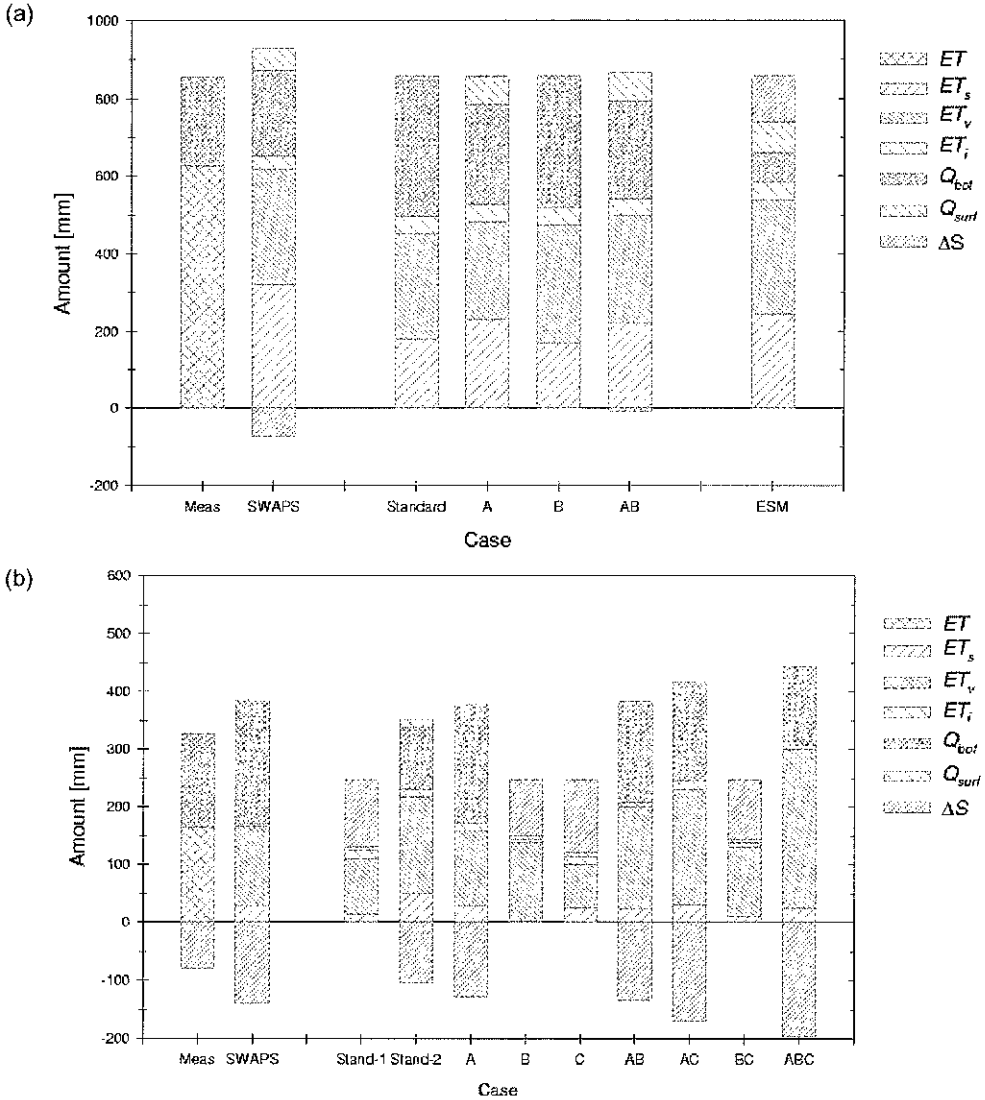 (a)
1000
800
600
400
200
0
-200
Amount [mm]
Meas SWAPS Standard A B AB ESM
Case
ET
ETs
ETv
ETi
Qbot
Qsurf
ΔS
(b)
600
500
400
300
200
100
0
-100
-200
Amount [mm]
Meas SWAPS Stand-1 Stand-2 A B C AB AC BC ABC
Case
ET
ETs
ETv
ETi
Qbot
Qsurf
ΔS